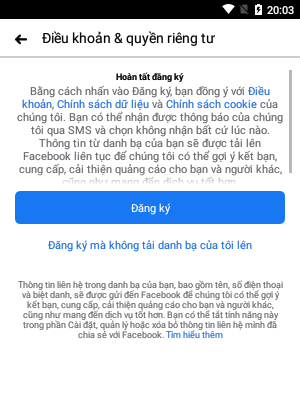 20:03
Điều khoản & quyền riêng tư
Hoàn tất đăng ký
Bằng cách nhấn vào Đăng ký, bạn đồng ý với Điều
khoản, Chính sách dữ liệu và Chính sách cookie của
chúng tôi. Bạn có thể nhận được thông báo của chúng
tôi qua SMS và chọn không nhận bất cứ lúc nào.
Thông tin từ danh bạ của bạn sẽ được tải lên
Facebook liên tục để chúng tôi có thể gợi ý kết bạn,
cung cấp, cải thiện quảng cáo cho bạn và người khác,
cũng như mang đến dịch vụ tốt hơn.
Đăng ký
Đăng ký mà không tải danh bạ của tôi lên
Thông tin liên hệ trong danh bạ của bạn, bao gồm tên, số điện thoại
và biệt danh, sẽ được gửi đến Facebook để chúng tôi có thể gợi ý
kết bạn, cung cấp, cải thiện quảng cáo cho bạn và người khác,
cũng như mang đến dịch vụ tốt hơn. Bạn có thể tắt tính năng này
trong phần Cài đặt, quản lý hoặc xóa bỏ thông tin liên hệ mình đã
chia sẻ với Facebook. Tìm hiểu thêm